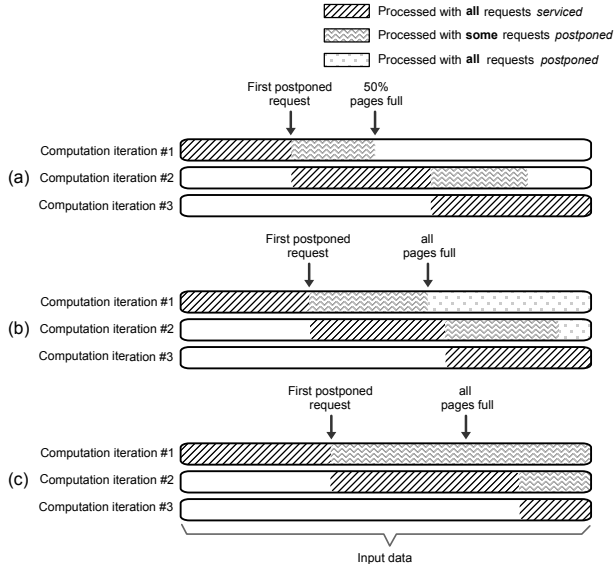 Processed with all requests serviced
Processed with some requests postponed
Processed with all requests postponed
First postponed
request
50%
pages full
(a)
Computation iteration #1
Computation iteration #2
Computation iteration #3
First postponed
request
all
pages full
(b)
Computation iteration #1
Computation iteration #2
Computation iteration #3
First postponed
request
all
pages full
(c)
Computation iteration #1
Computation iteration #2
Computation iteration #3
Input data